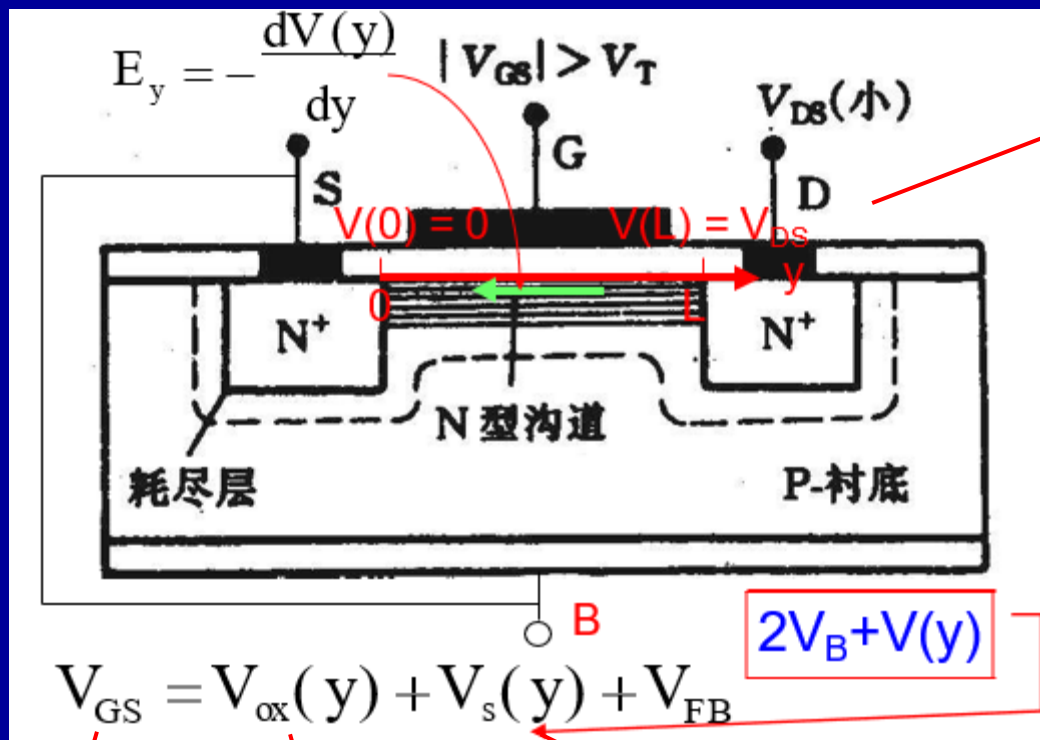 E_y = - dV(y)/dy
|V_GS| > V_T
V_DS(小)
G
S
D
V(0) = 0
V(L) = V_DS
y
0
L
N⁺
N⁺
N 型沟道
耗尽层
P-衬底
B
2V_B+V(y)
V_GS = V_ox(y) + V_s(y) + V_FB